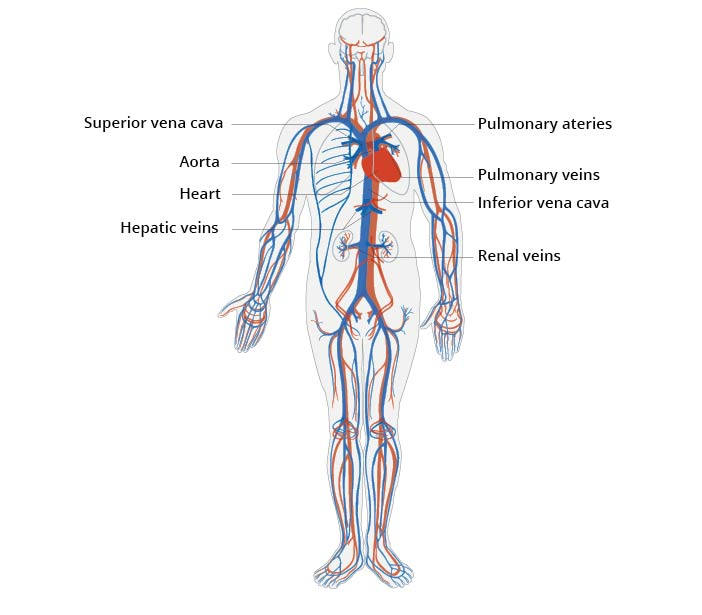 Superior vena cava
Aorta
Heart
Hepatic veins
Pulmonary ateries
Pulmonary veins
Inferior vena cava
Renal veins